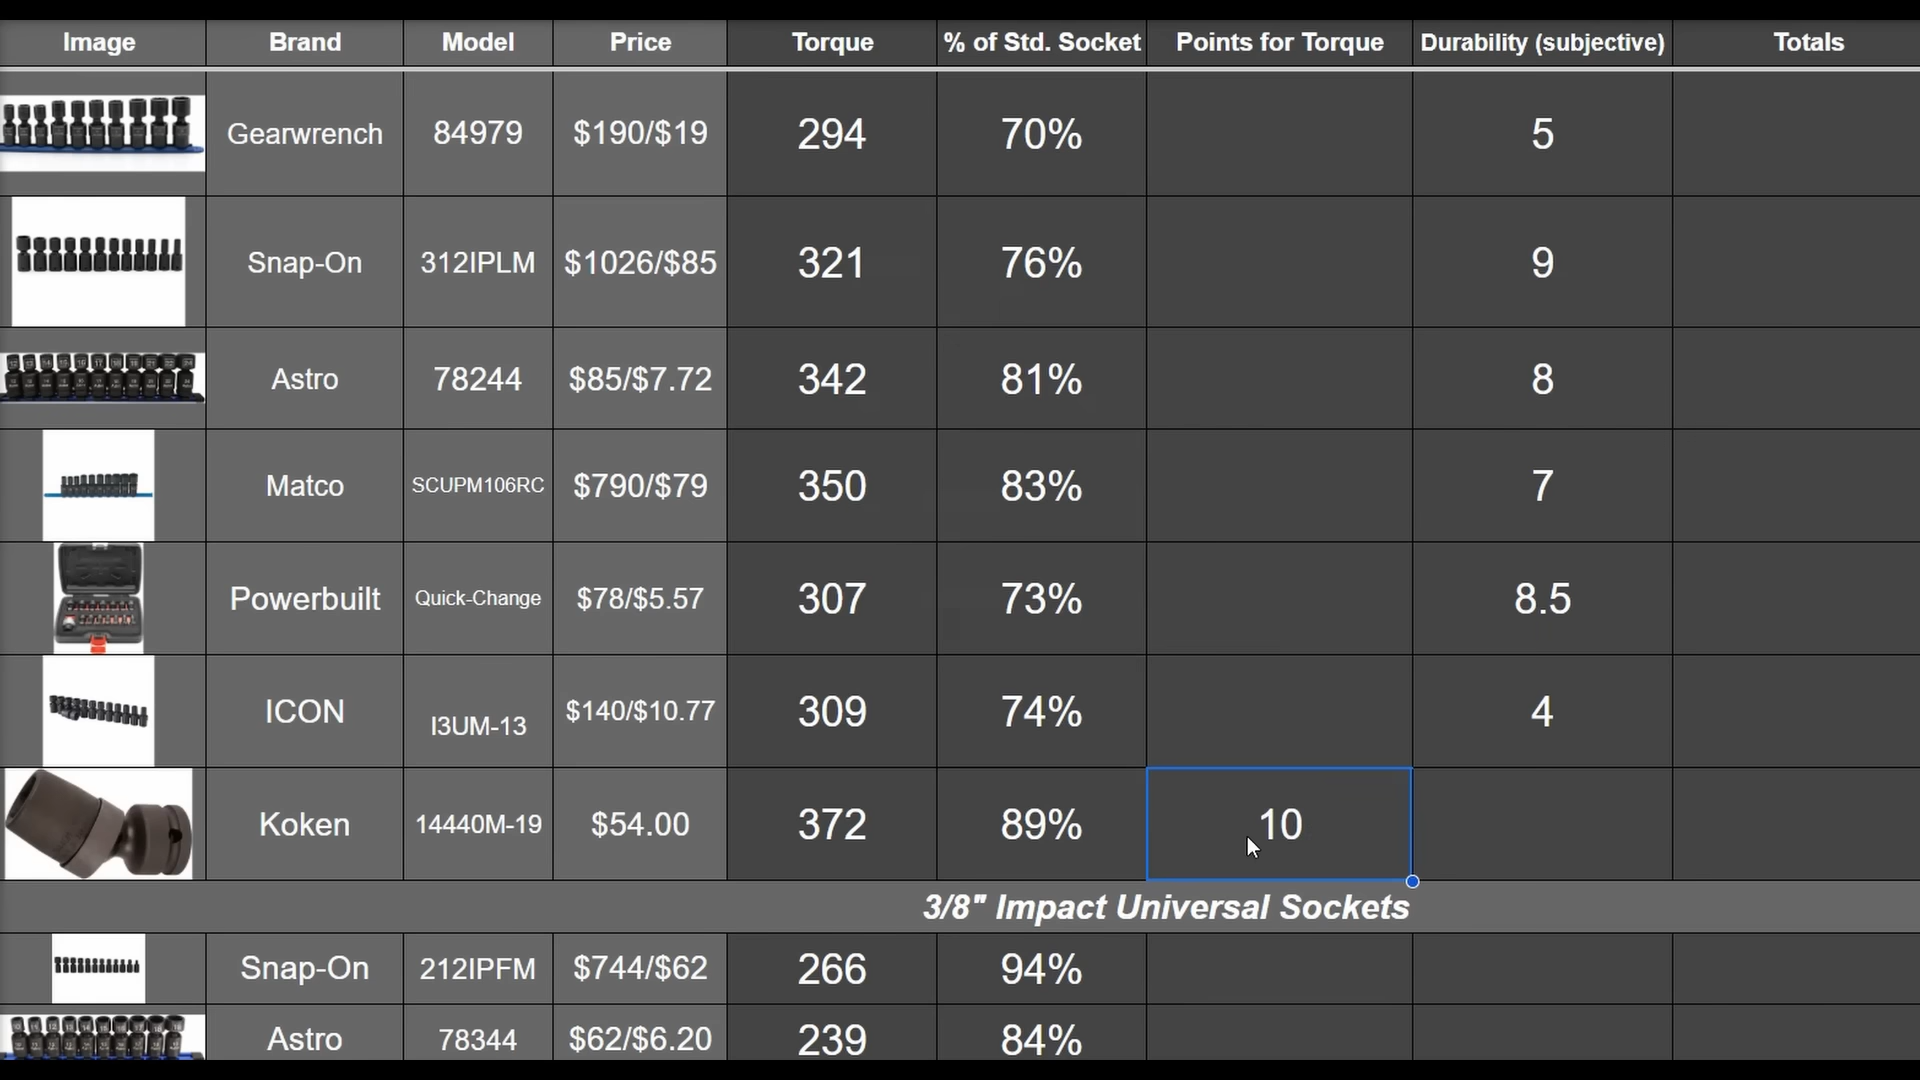 Image Brand Model Price Torque % of Std. Socket Points for Torque Durability (subjective) Totals
Gearwrench 84979 $190/$19 294 70% 5
Snap-On 312IPLM $1026/$85 321 76% 9
Astro 78244 $85/$7.72 342 81% 8
Matco SCUPM106RC $790/$79 350 83% 7
Powerbuilt Quick-Change $78/$5.57 307 73% 8.5
ICON I3UM-13 $140/$10.77 309 74% 4
Koken 14440M-19 $54.00 372 89% 10
3/8" Impact Universal Sockets
Snap-On 212IPFM $744/$62 266 94%
Astro 78344 $62/$6.20 239 84%